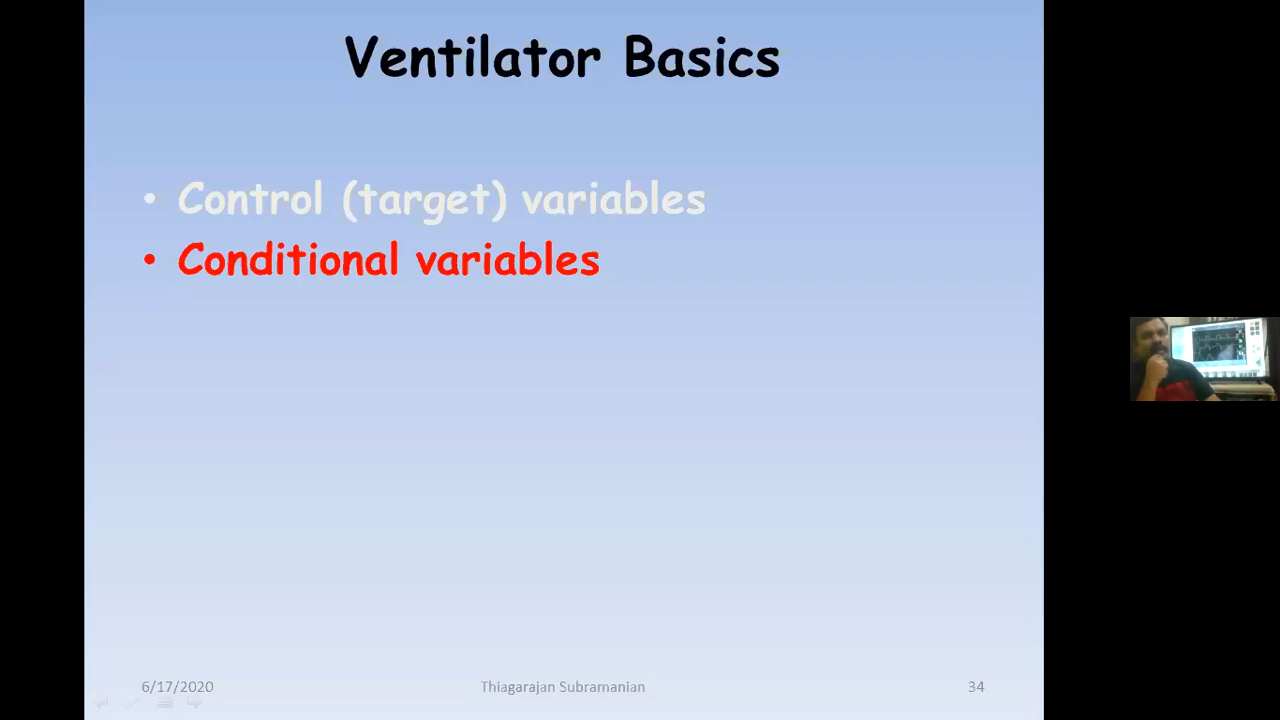 Ventilator Basics
• Control (target) variables
• Conditional variables
6/17/2020
Thiagarajan Subramanian
34